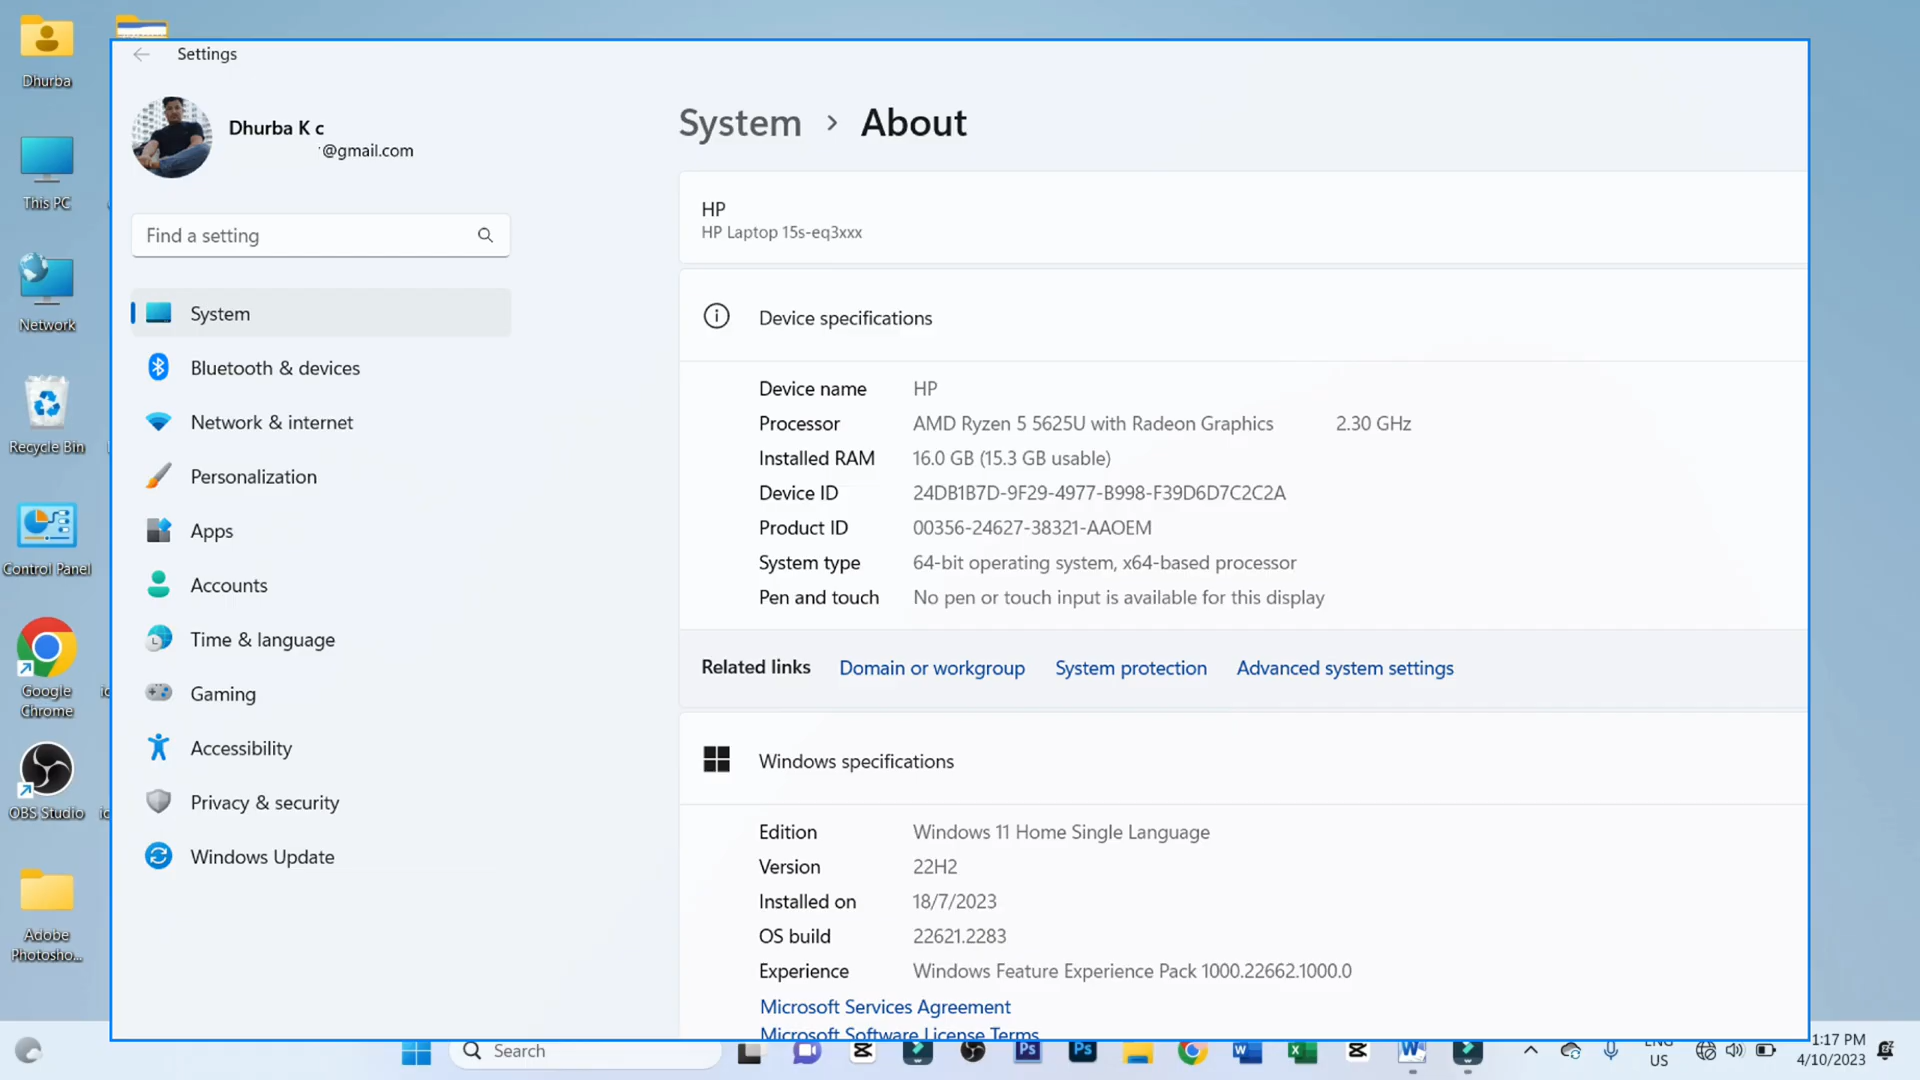 Dhurba
This PC
Network
Recycle Bin
Control Panel
Google
Chrome
OBS Studio
Adobe
Photosho...
Settings
Dhurba K c
@gmail.com
Find a setting
System
Bluetooth & devices
Network & internet
Personalization
Apps
Accounts
Time & language
Gaming
Accessibility
Privacy & security
Windows Update
System > About
HP
HP Laptop 15s-eq3xxx
Device specifications
Device name HP
Processor AMD Ryzen 5 5625U with Radeon Graphics 2.30 GHz
Installed RAM 16.0 GB (15.3 GB usable)
Device ID 24DB1B7D-9F29-4977-B998-F39D6D7C2C2A
Product ID 00356-24627-38321-AAOEM
System type 64-bit operating system, x64-based processor
Pen and touch No pen or touch input is available for this display
Related links Domain or workgroup System protection Advanced system settings
Windows specifications
Edition Windows 11 Home Single Language
Version 22H2
Installed on 18/7/2023
OS build 22621.2283
Experience Windows Feature Experience Pack 1000.22662.1000.0
Microsoft Services Agreement
Microsoft Software License Terms
Search
Ps
Ps
ENG
US
1:17 PM
4/10/2023